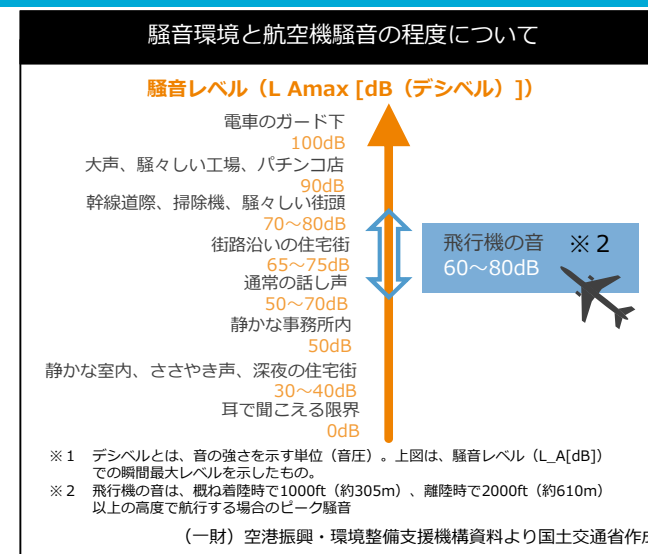 騒音環境と航空機騒音の程度について
騒音レベル（L Amax [dB（デシベル）]）
電車のガード下
100dB
大声、騒々しい工場、パチンコ店
90dB
幹線道際、掃除機、騒々しい街頭
70～80dB
街路沿いの住宅街
65～75dB
通常の話し声
50～70dB
静かな事務所内
50dB
静かな室内、ささやき声、深夜の住宅街
30～40dB
耳で聞こえる限界
0dB
飛行機の音 ※２
60～80dB
※１ デシベルとは、音の強さを示す単位（音圧）。上図は、騒音レベル（L_A[dB]）
での瞬間最大レベルを示したもの。
※２ 飛行機の音は、概ね着陸時で1000ft（約305m）、離陸時で2000ft（約610m）
以上の高度で航行する場合のピーク騒音
（一財）空港振興・環境整備支援機構資料より国土交通省作成